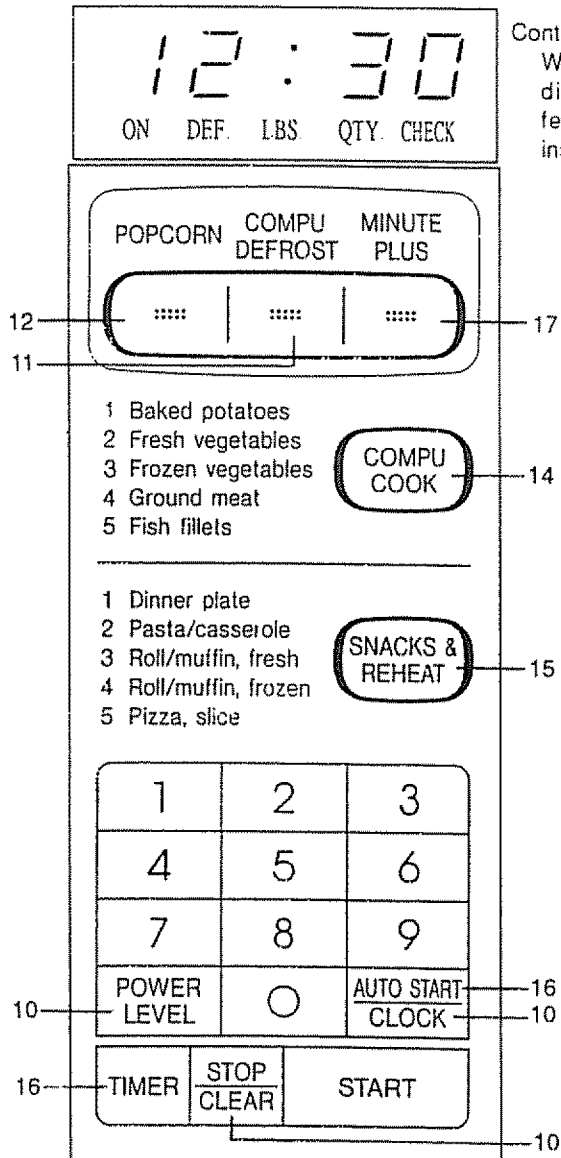 12:30
ON DEF. LBS. QTY. CHECK
Cont
W
di
fe
in
POPCORN COMPU DEFROST MINUTE PLUS
12
17
11
1 Baked potatoes
2 Fresh vegetables
3 Frozen vegetables
4 Ground meat
5 Fish fillets
COMPU
COOK
14
1 Dinner plate
2 Pasta/casserole
3 Roll/muffin, fresh
4 Roll/muffin, frozen
5 Pizza, slice
SNACKS &
REHEAT
15
1 2 3
4 5 6
7 8 9
10 POWER LEVEL 0 AUTO START 16
CLOCK 10
16 TIMER STOP CLEAR START
10